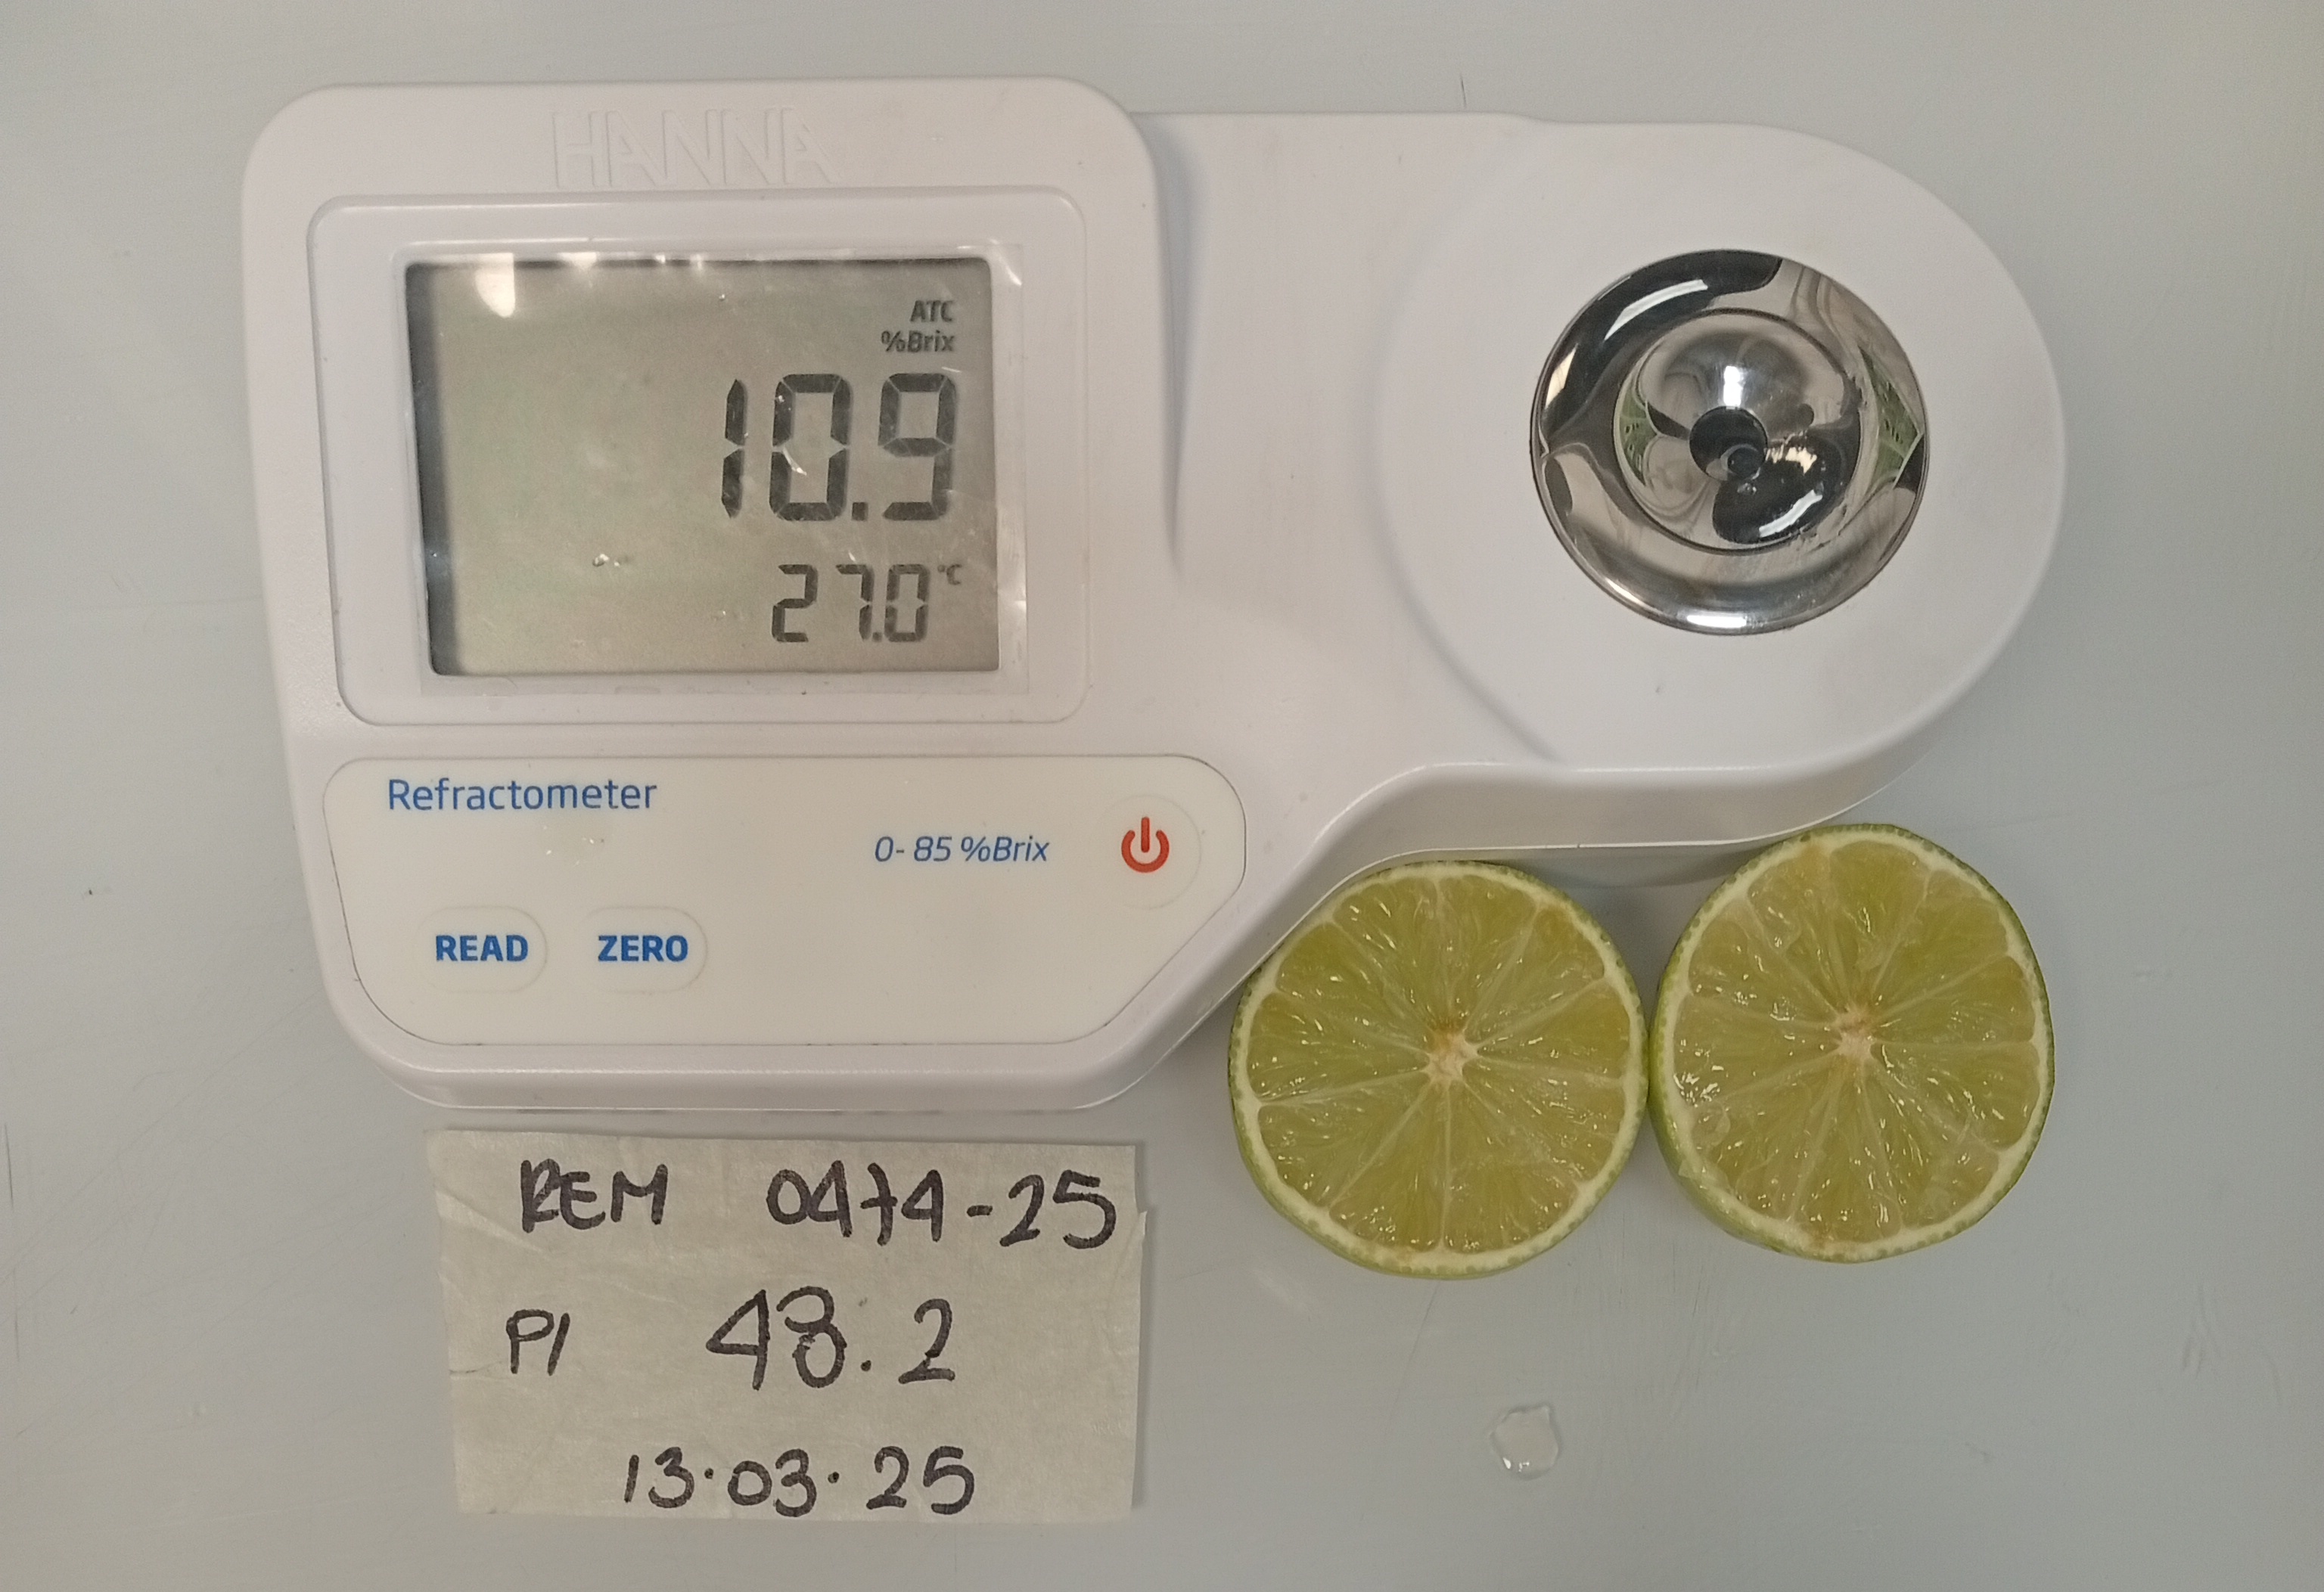 HANNA
ATC
%Brix
10.9
27.0 °C
Refractometer
0-85 %Brix
READ ZERO
REM 0474-25
P1 48.2
13.03.25